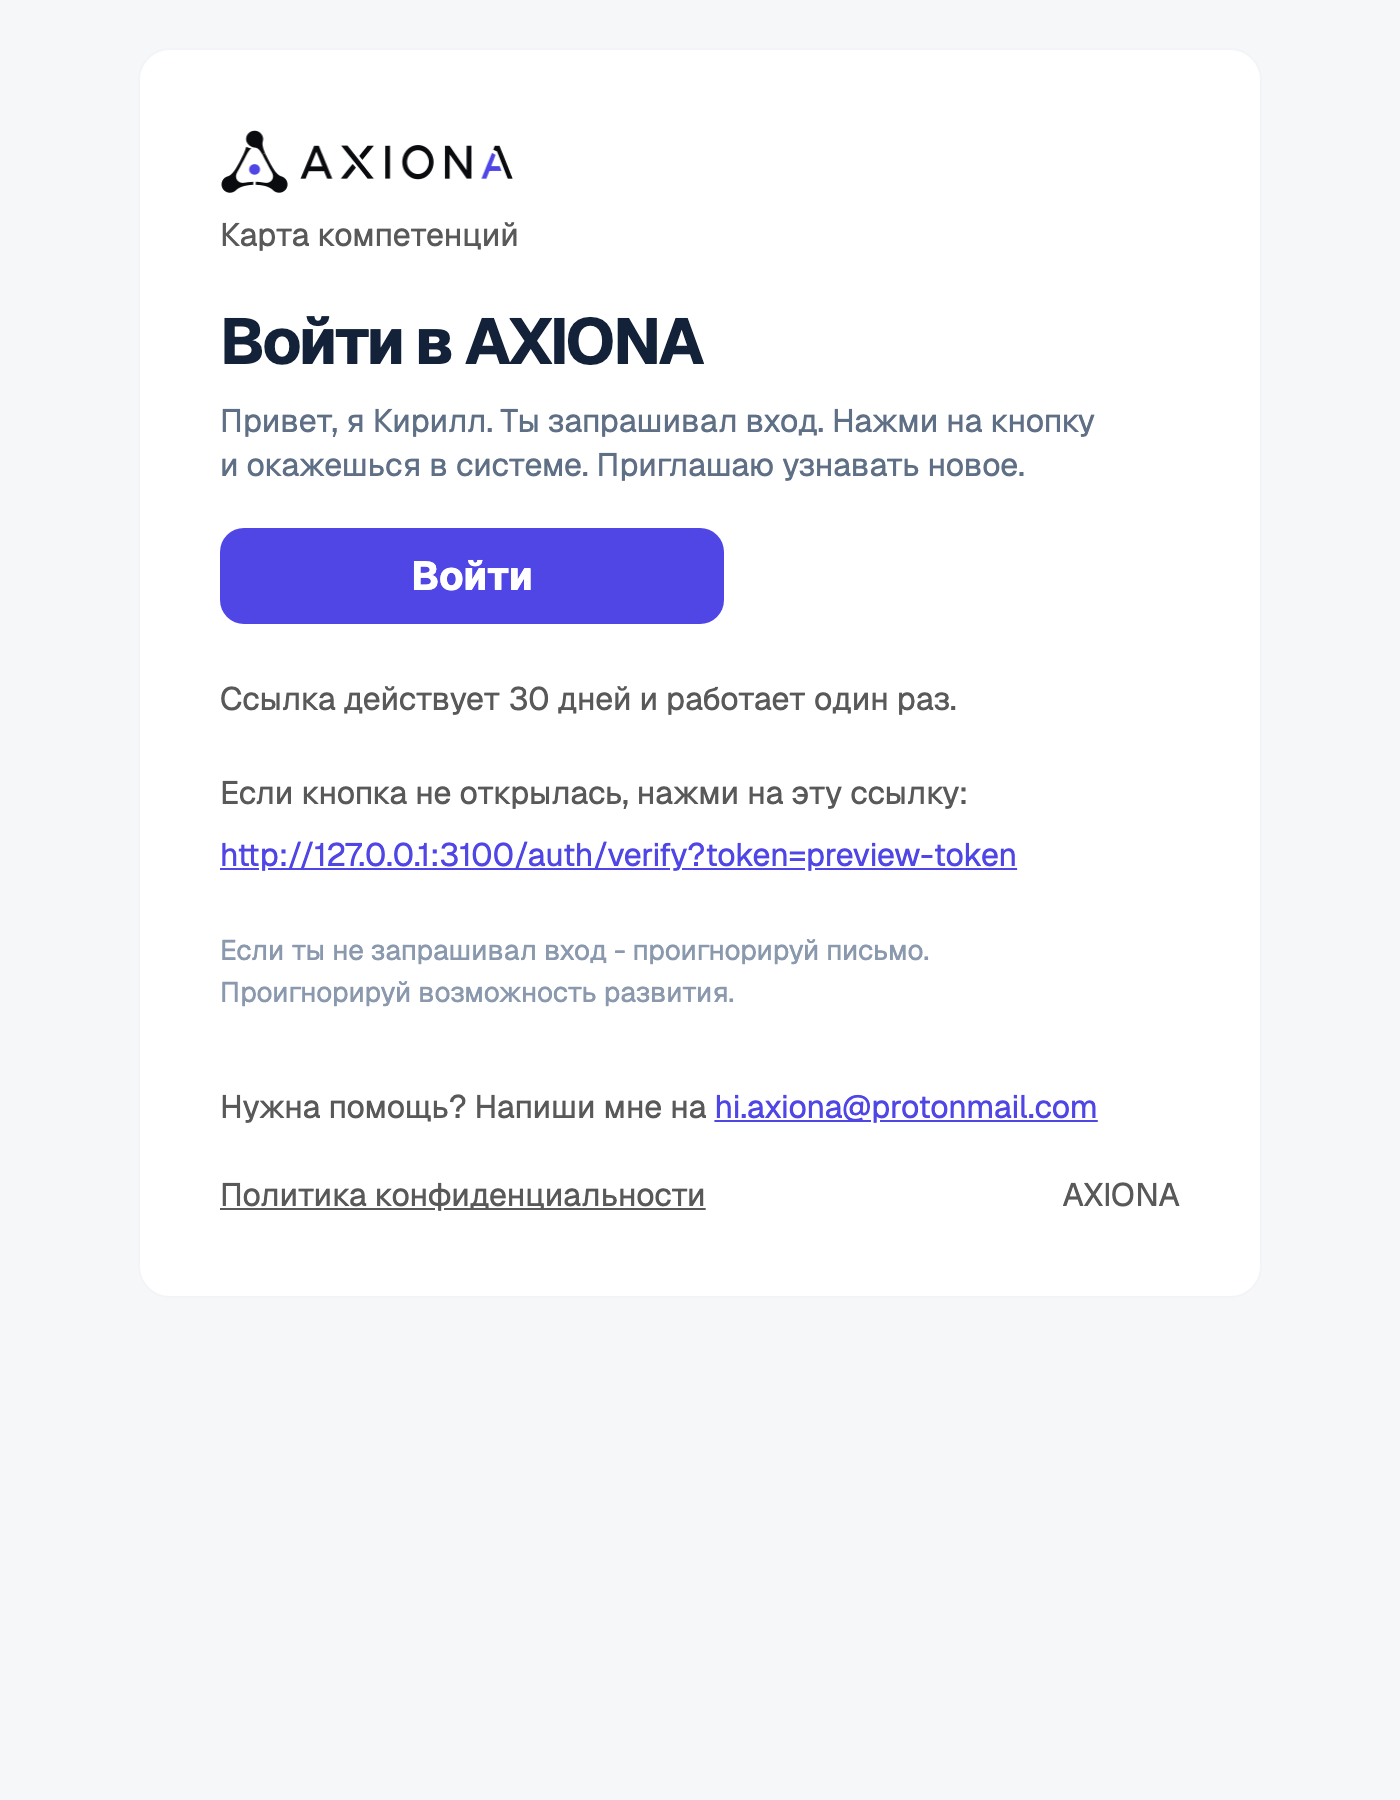 AXIONA
Карта компетенций
Войти в AXIONA
Привет, я Кирилл. Ты запрашивал вход. Нажми на кнопку
и окажешься в системе. Приглашаю узнавать новое.
Войти
Ссылка действует 30 дней и работает один раз.
Если кнопка не открылась, нажми на эту ссылку:
http://127.0.0.1:3100/auth/verify?token=preview-token
Если ты не запрашивал вход - проигнорируй письмо.
Проигнорируй возможность развития.
Нужна помощь? Напиши мне на hi.axiona@protonmail.com
Политика конфиденциальности AXIONA